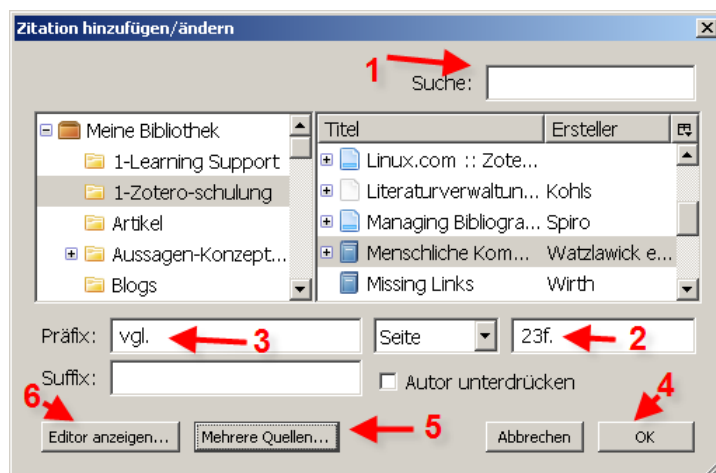 Zitation hinzufügen/ändern
1
Suche:
Meine Bibliothek
1-Learning Support
1-Zotero-schulung
Artikel
Aussagen-Konzept...
Blogs
Titel Ersteller
Linux.com :: Zote...
Literaturverwaltun... Kohls
Managing Bibliogra... Spiro
Menschliche Kom... Watzlawick e...
Missing Links Wirth
Präfix: vgl. 3 Seite 23f. 2
Suffix: Autor unterdrücken
6 5 4
Editor anzeigen... Mehrere Quellen... Abbrechen OK